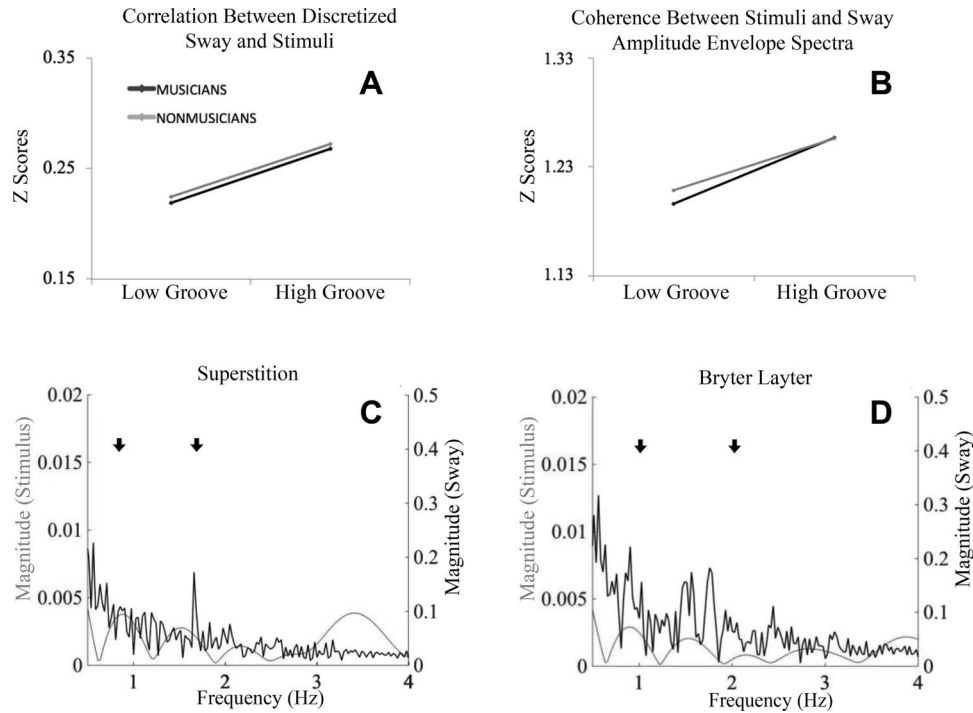 Correlation Between Discretized
Sway and Stimuli
0.35
A
MUSICIANS
NONMUSICIANS
Z Scores
0.25
0.15
Low Groove High Groove
Coherence Between Stimuli and Sway
Amplitude Envelope Spectra
1.33
B
Z Scores
1.23
1.13
Low Groove High Groove
Superstition
0.02 0.5
C
0.015 0.4
0.3
0.01
0.2
0.005
0.1
0 0
Magnitude (Stimulus)
Magnitude (Sway)
1 2 3 4
Frequency (Hz)
Bryter Layter
0.02 0.5
D
0.015 0.4
0.3
0.01
0.2
0.005
0.1
0 0
Magnitude (Stimulus)
Magnitude (Sway)
1 2 3 4
Frequency (Hz)